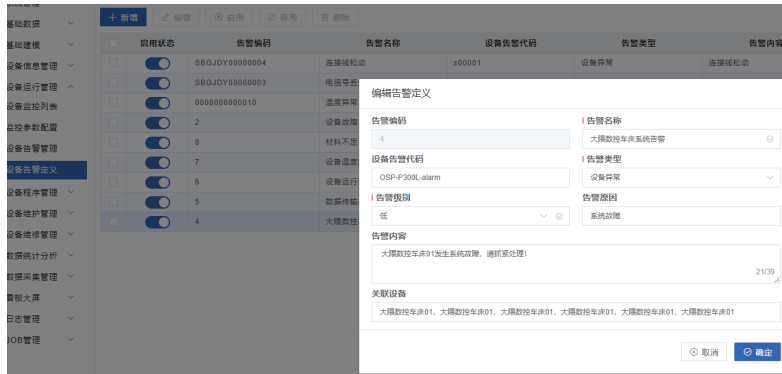 新增 编辑 启用 停用 删除
基础数据
基础建模
设备信息管理
设备运行管理
设备监控列表
监控参数配置
设备告警管理
设备告警定义
设备程序管理
设备维护管理
设备维修管理
数据统计分析
数据采集管理
看板大屏
日志管理
JOB管理
启用状态 告警编码 告警名称 设备告警代码 告警类型 告警内容
SBGJDY00000004 连接线松动 s00001 设备异常 连接线松动
SBGJDY00000003 电信号丢
0000000000010 温度异常
2 设备故障
8 材料不足
7 设备温度
6 设备运行
5 数据传输
4 大隈数控
编辑告警定义
告警编码 告警名称
4 大隈数控车床系统告警
设备告警代码 告警类型
OSP-P300L-alarm 设备异常
告警级别 告警原因
低 系统故障
告警内容
大隈数控车床01发生系统故障，请抓紧处理！
21/39
关联设备
大隈数控车床01，大隈数控车床01，大隈数控车床01，大隈数控车床01，大隈数控车床01，大隈数控车床01
取消 确定